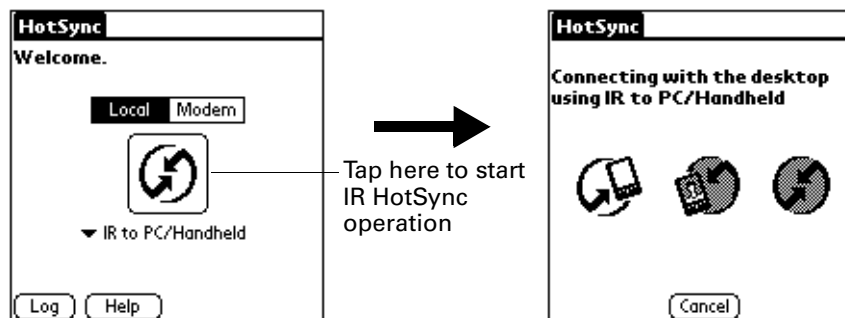 HotSync
Welcome.
Local Modem
IR to PC/Handheld
Log Help
Tap here to start
IR HotSync
operation
HotSync
Connecting with the desktop
using IR to PC/Handheld
Cancel